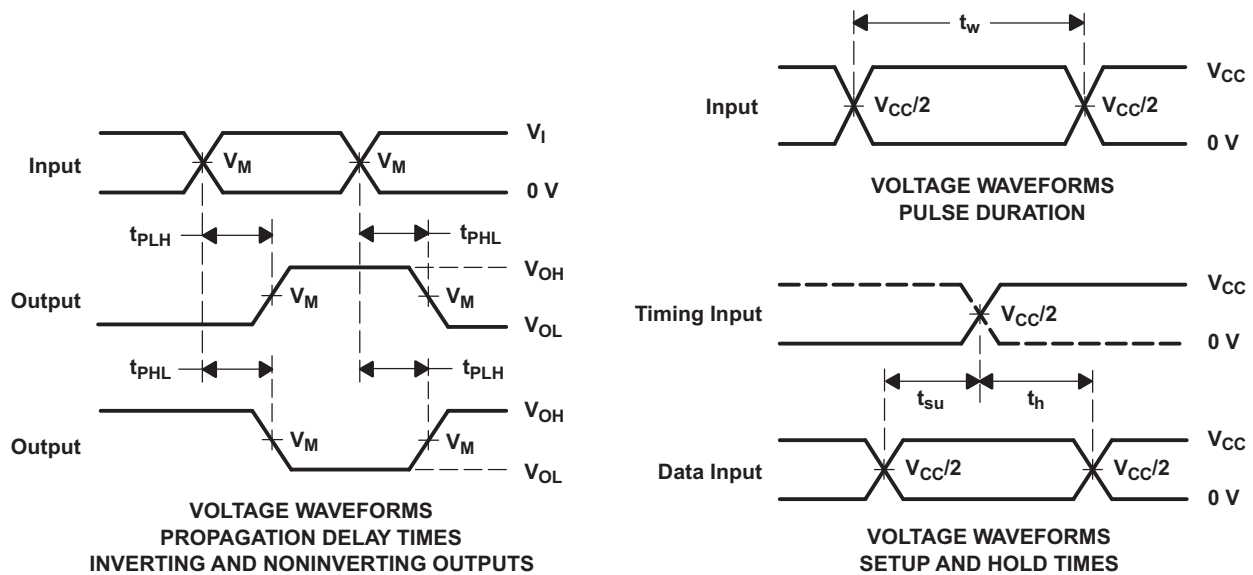 Input
V_M
V_M
V_I
0 V
t_PLH
t_PHL
Output
V_M
V_M
V_OH
V_OL
t_PHL
t_PLH
Output
V_M
V_M
V_OH
V_OL
VOLTAGE WAVEFORMS
PROPAGATION DELAY TIMES
INVERTING AND NONINVERTING OUTPUTS
t_w
Input
V_CC/2
V_CC/2
V_CC
0 V
VOLTAGE WAVEFORMS
PULSE DURATION
Timing Input
V_CC/2
V_CC
0 V
t_su
t_h
Data Input
V_CC/2
V_CC/2
V_CC
0 V
VOLTAGE WAVEFORMS
SETUP AND HOLD TIMES